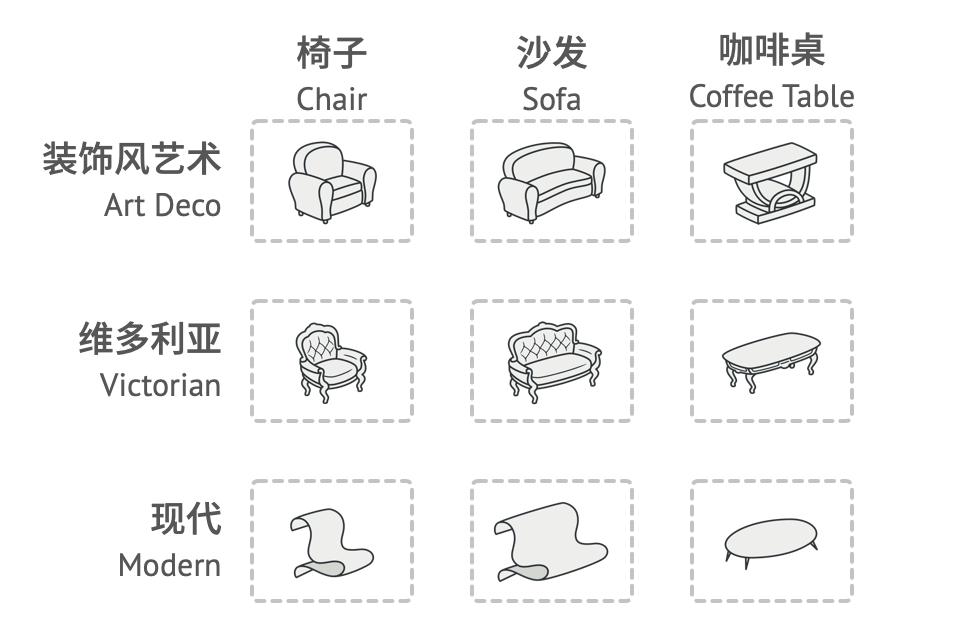 椅子
Chair
沙发
Sofa
咖啡桌
Coffee Table
装饰风艺术
Art Deco
维多利亚
Victorian
现代
Modern